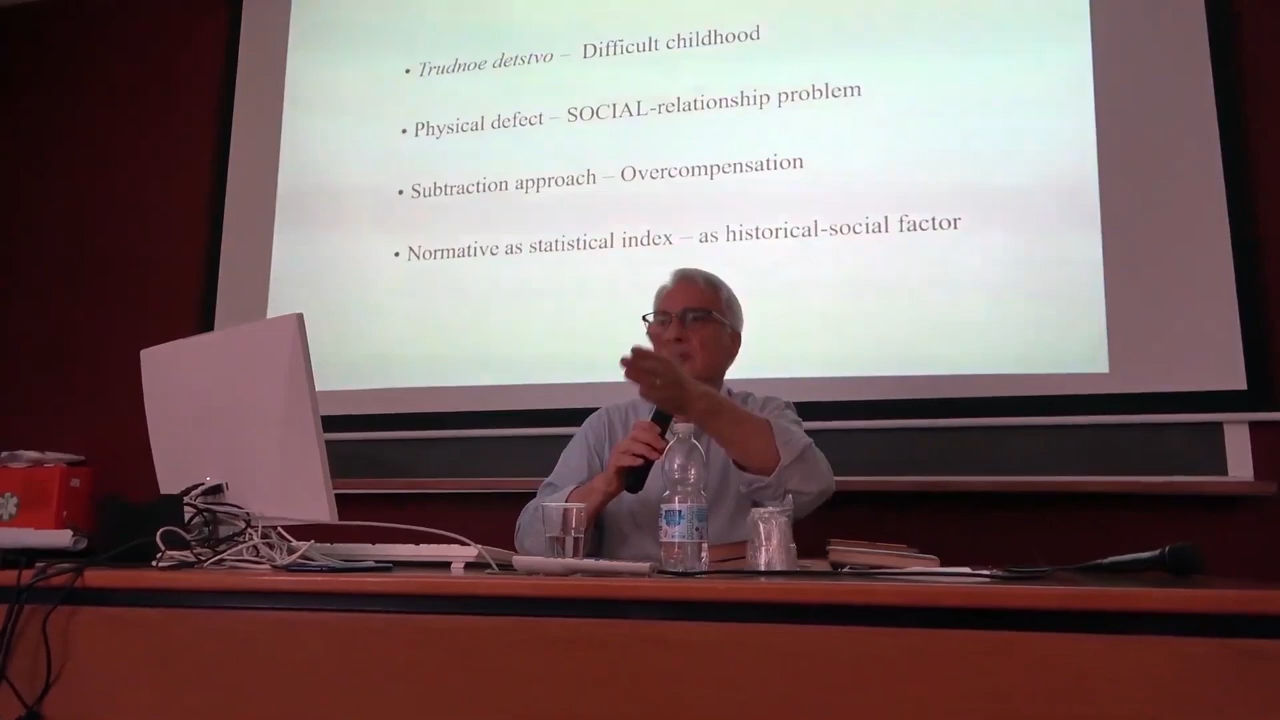 • Trudnoe detstvo – Difficult childhood
• Physical defect – SOCIAL-relationship problem
• Subtraction approach – Overcompensation
• Normative as statistical index – as historical-social factor